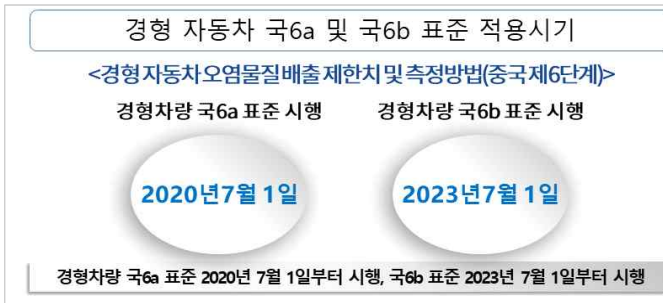 경형 자동차 국6a 및 국6b 표준 적용시기
<경형 자동차 오염물질 배출 제한치 및 측정방법(중국 제6단계)>
경형차량 국6a 표준 시행
경형차량 국6b 표준 시행
2020년7월 1일
2023년7월 1일
경형차량 국6a 표준 2020년 7월 1일부터 시행, 국6b 표준 2023년 7월 1일부터 시행